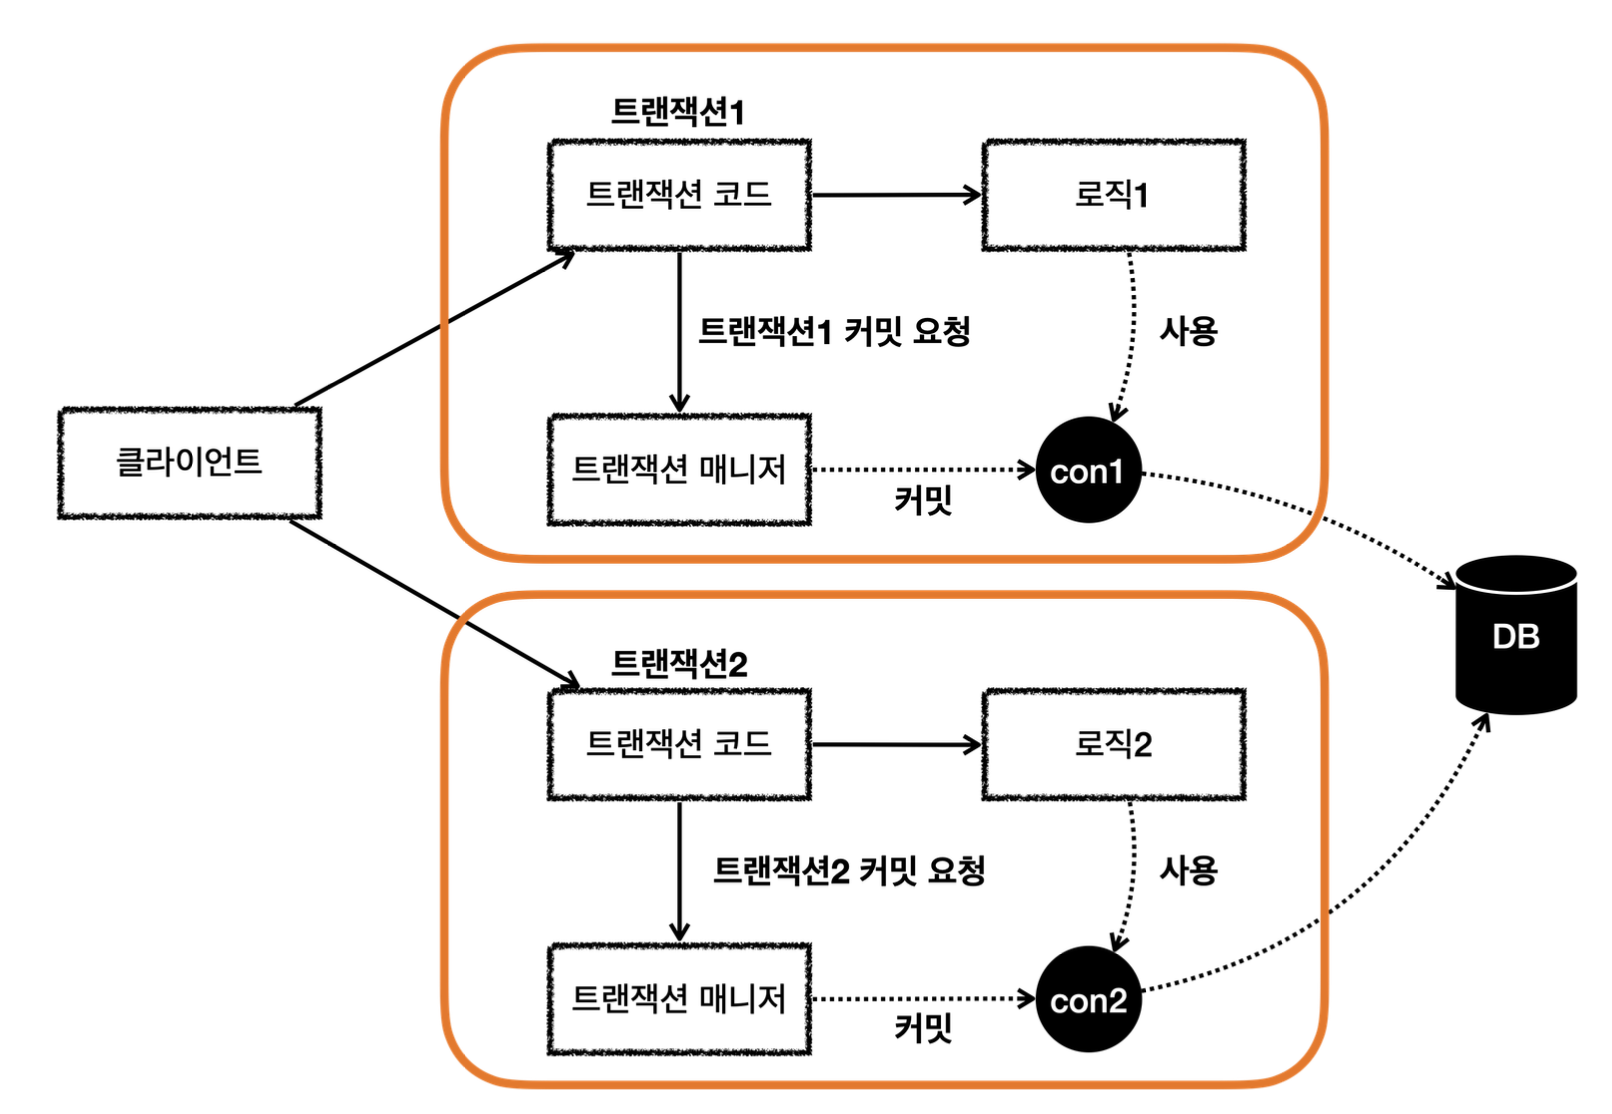 트랜잭션1
트랜잭션 코드
로직1
트랜잭션1 커밋 요청
사용
클라이언트
트랜잭션 매니저
커밋
con1
DB
트랜잭션2
트랜잭션 코드
로직2
트랜잭션2 커밋 요청
사용
트랜잭션 매니저
커밋
con2